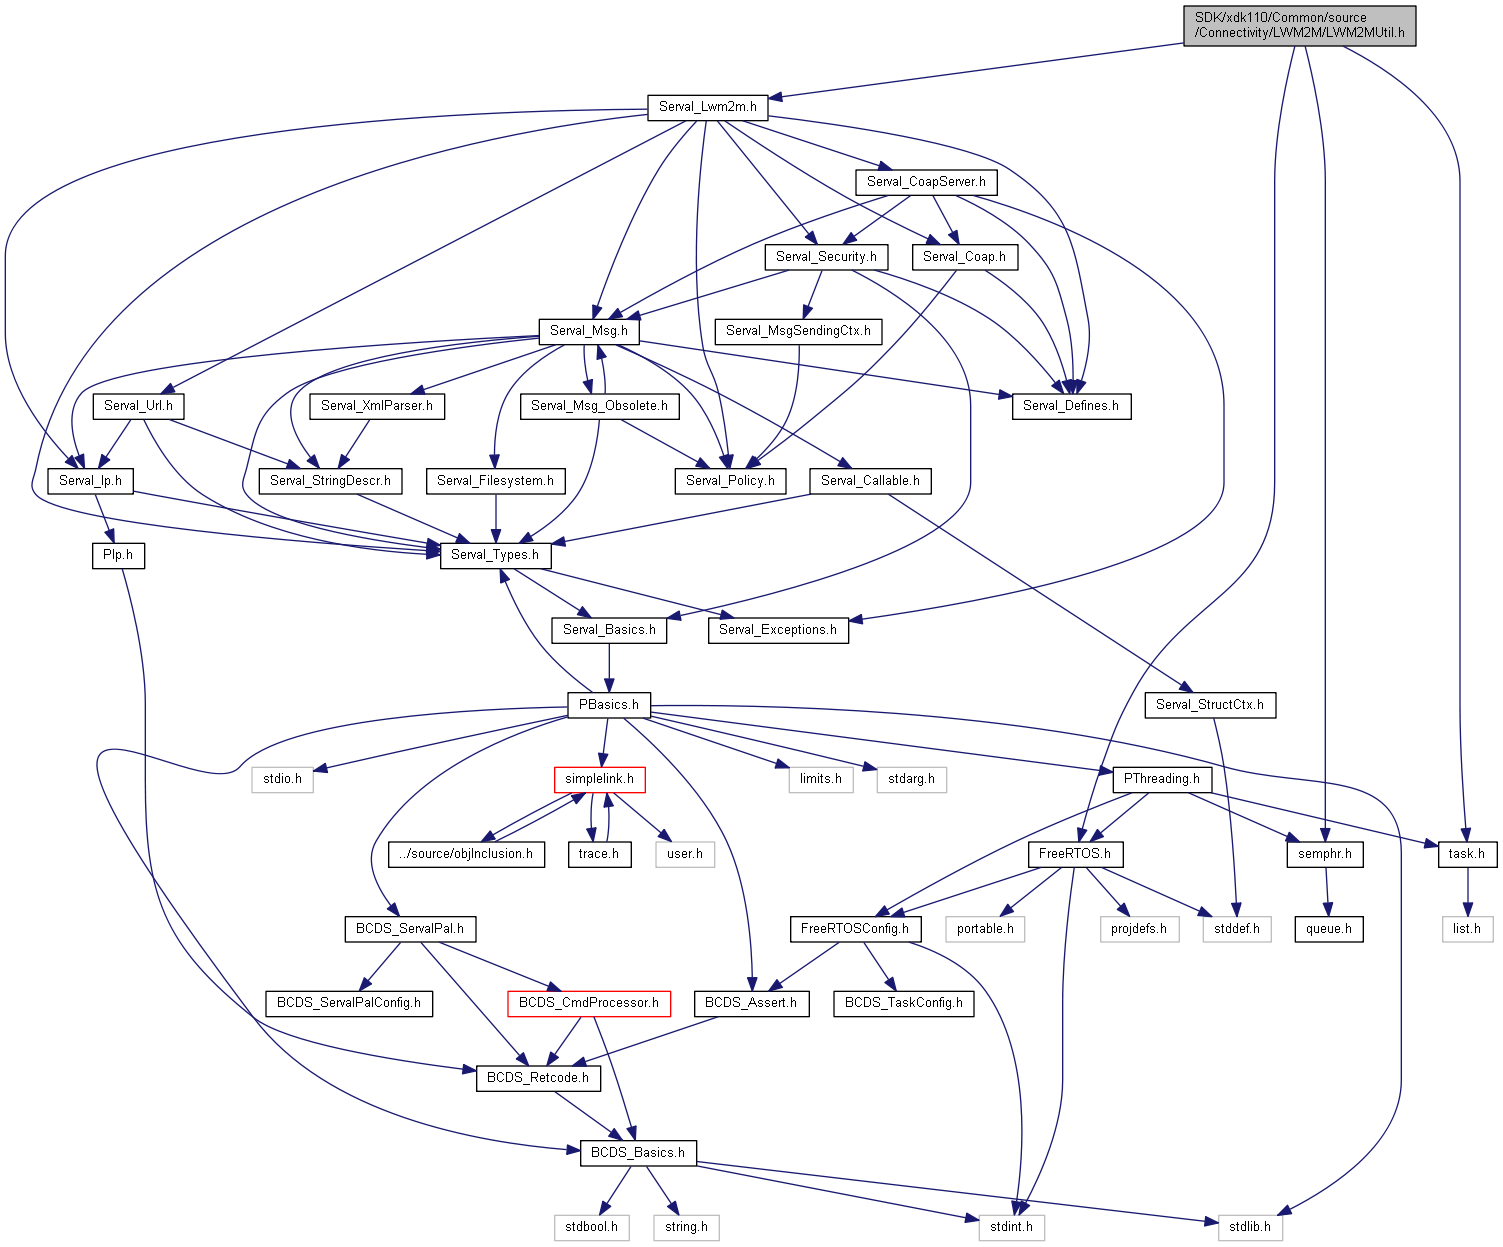 SDK/xdk110/Common/source
/Connectivity/LWM2M/LWM2MUtil.h
Serval_Lwm2m.h
Serval_CoapServer.h
Serval_Security.h
Serval_Coap.h
Serval_Msg.h
Serval_MsgSendingCtx.h
Serval_Url.h
Serval_XmlParser.h
Serval_Msg_Obsolete.h
Serval_Defines.h
Serval_Ip.h
Serval_StringDescr.h
Serval_Filesystem.h
Serval_Policy.h
Serval_Callable.h
PIp.h
Serval_Types.h
Serval_Basics.h
Serval_Exceptions.h
PBasics.h
Serval_StructCtx.h
stdio.h
simplelink.h
limits.h
stdarg.h
PThreading.h
../source/objInclusion.h
trace.h
user.h
FreeRTOS.h
semphr.h
task.h
BCDS_ServalPal.h
FreeRTOSConfig.h
portable.h
projdefs.h
stddef.h
queue.h
list.h
BCDS_ServalPalConfig.h
BCDS_CmdProcessor.h
BCDS_Assert.h
BCDS_TaskConfig.h
BCDS_Retcode.h
BCDS_Basics.h
stdbool.h
string.h
stdint.h
stdlib.h